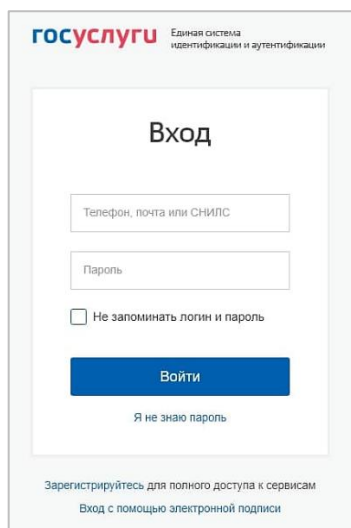 госуслуги
Единая система
идентификации и аутентификации
Вход
Телефон, почта или СНИЛС
Пароль
Не запоминать логин и пароль
Войти
Я не знаю пароль
Зарегистрируйтесь для полного доступа к сервисам
Вход с помощью электронной подписи